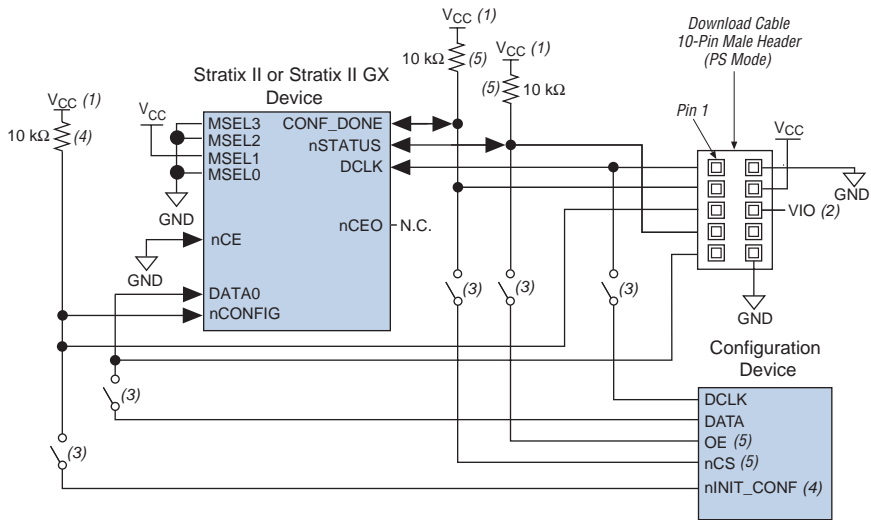 VCC (1)
10 kΩ
(5)
VCC (1)
(5)
10 kΩ
Download Cable
10-Pin Male Header
(PS Mode)
Pin 1
VCC
GND
VIO (2)
GND
Stratix II or Stratix II GX
Device
VCC (1)
10 kΩ
(4)
VCC
MSEL3
MSEL2
MSEL1
MSEL0
GND
nCE
GND
DATA0
nCONFIG
CONF_DONE
nSTATUS
DCLK
nCEO
N.C.
(3)
(3)
(3)
(3)
(3)
Configuration
Device
DCLK
DATA
OE (5)
nCS (5)
nINIT_CONF (4)